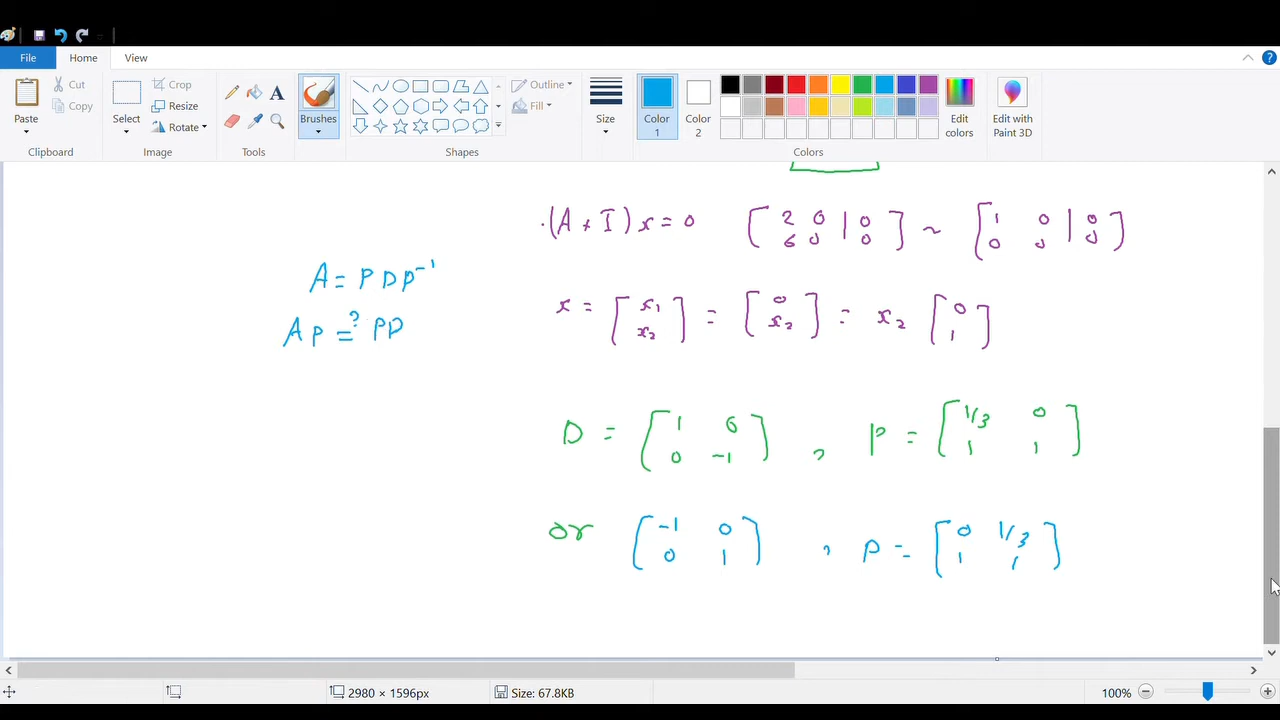 File Home View
Paste Cut Copy Select Crop Resize Rotate A Brushes Outline Fill Size Color 1 Color 2 Edit colors Edit with Paint 3D
Clipboard Image Tools Shapes Colors
.(A + I) x = 0 [2 0 | 0; 6 0 | 0] ~ [1 0 | 0; 0 0 | 0]
A = PDP⁻¹
x = [x₁; x₂] = [0; x₂] = x₂ [0; 1]
AP =? PD
D = [1 0; 0 -1] , P = [1/3 0; 1 1]
or [-1 0; 0 1] , P = [0 1/3; 1 1]
2980 × 1596px Size: 67.8KB 100%